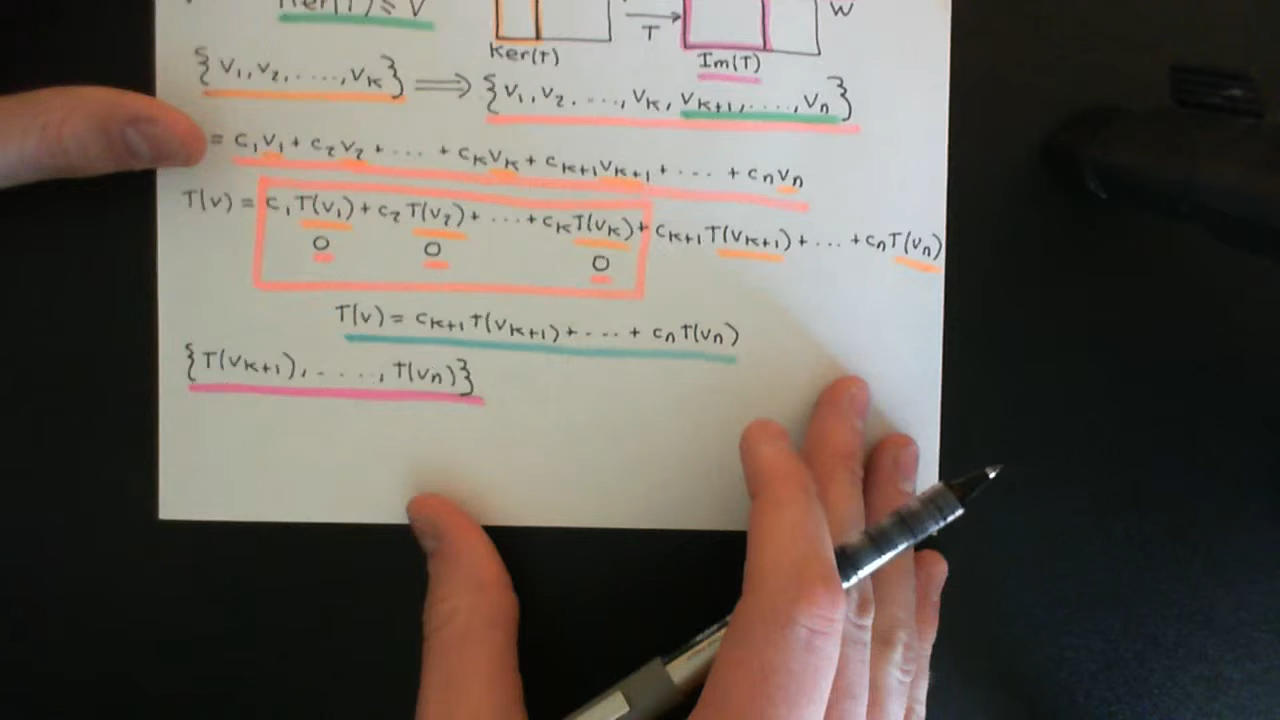 Ker(T) ⩽ V
T
W
Ker(T)
Im(T)
{v₁, v₂, ...., vₖ} ⟹ {v₁, v₂, ...., vₖ, vₖ₊₁, ...., vₙ}
= c₁v₁ + c₂v₂ + .... + cₖvₖ + cₖ₊₁vₖ₊₁ + .... + cₙvₙ
T(v) = c₁T(v₁) + c₂T(v₂) + .... + cₖT(vₖ) + cₖ₊₁T(vₖ₊₁) + ... + cₙT(vₙ)
0 0 0
T(v) = cₖ₊₁T(vₖ₊₁) + .... + cₙT(vₙ)
{T(vₖ₊₁), ....., T(vₙ)}